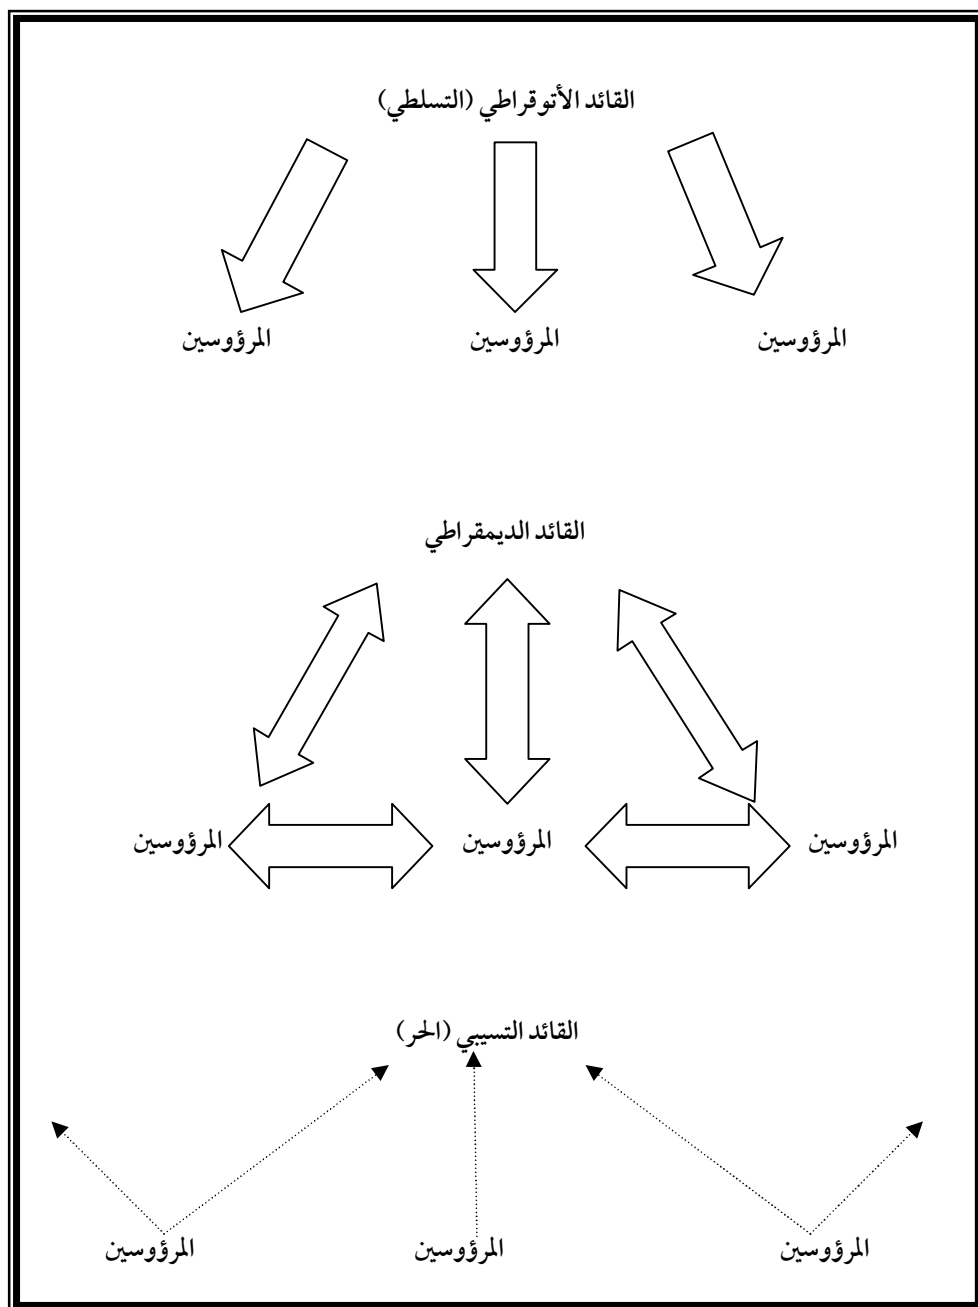 القائد الأتوقراطي (التسلطي)
المرؤوسين المرؤوسين المرؤوسين
القائد الديمقراطي
المرؤوسين المرؤوسين المرؤوسين
القائد التسيبي (الحر)
المرؤوسين المرؤوسين المرؤوسين